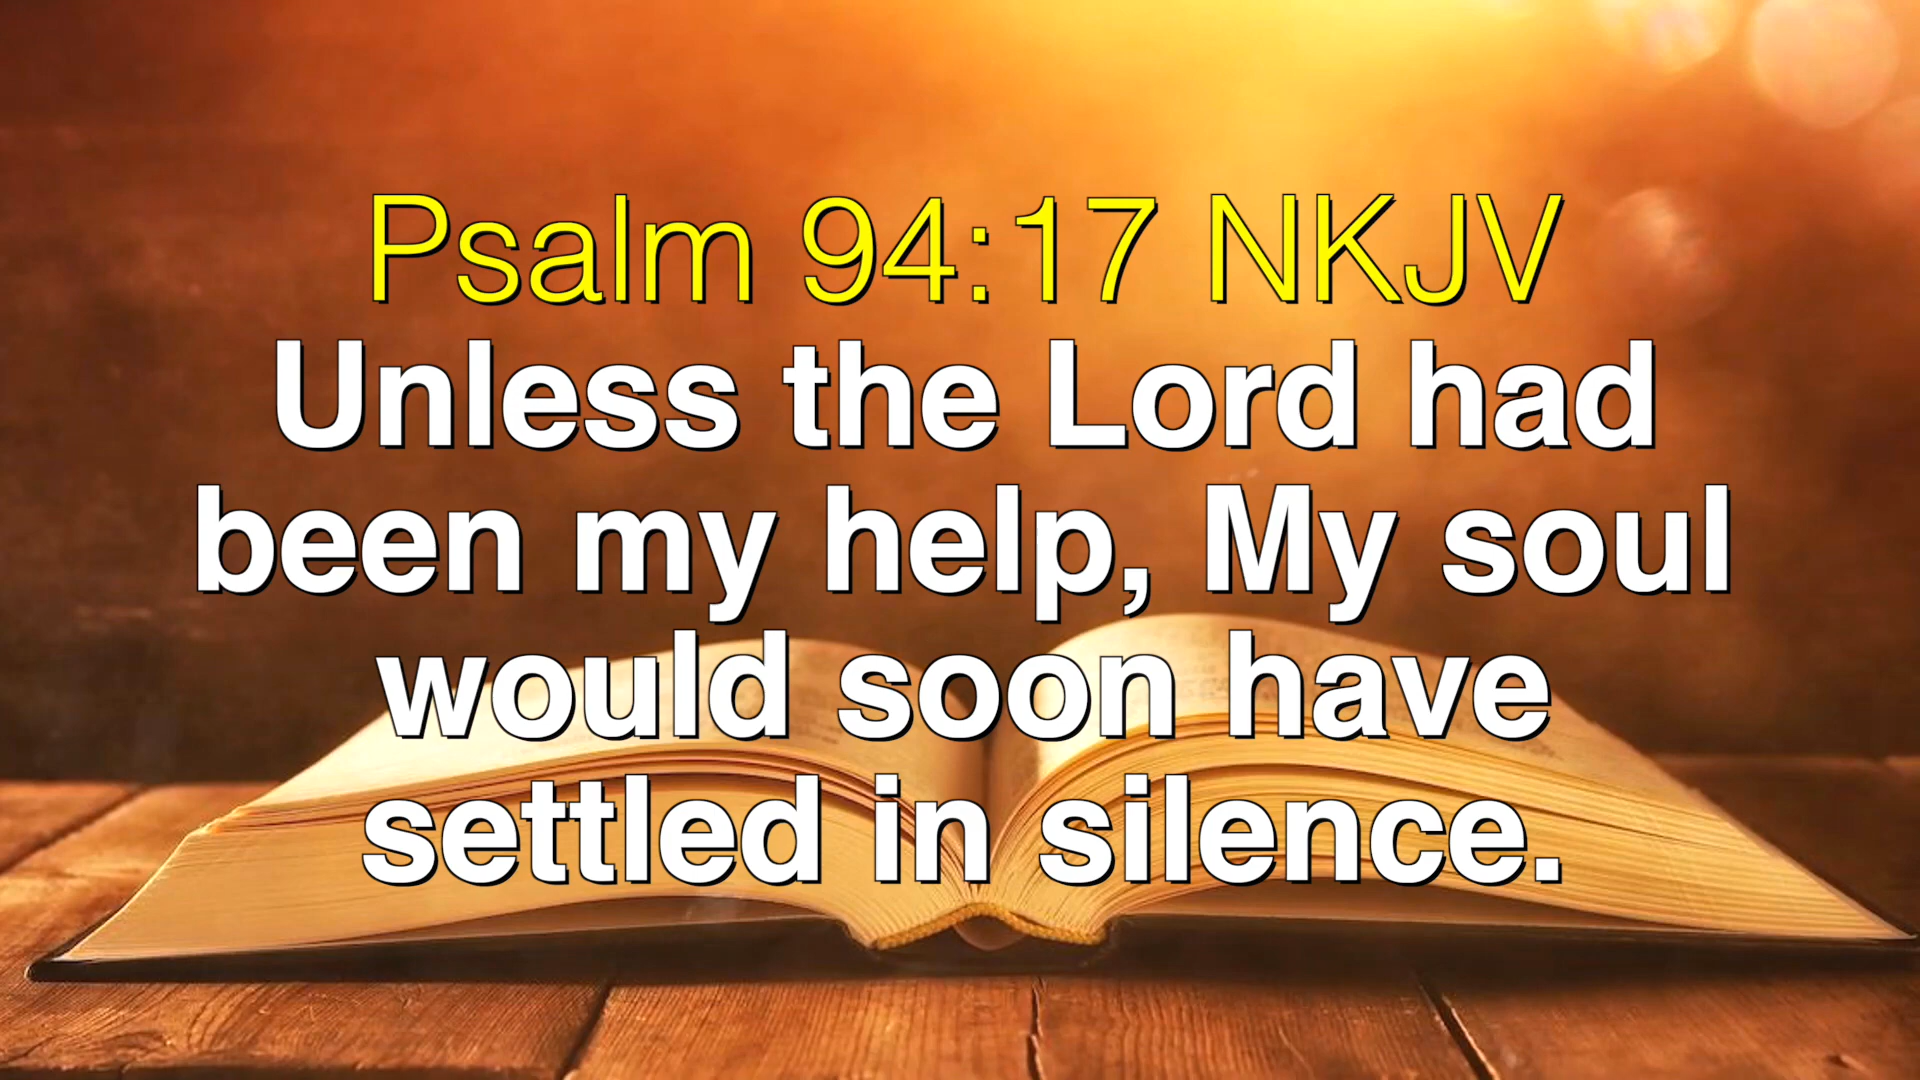 Psalm 94:17 NKJV
Unless the Lord had
been my help, My soul
would soon have
settled in silence.